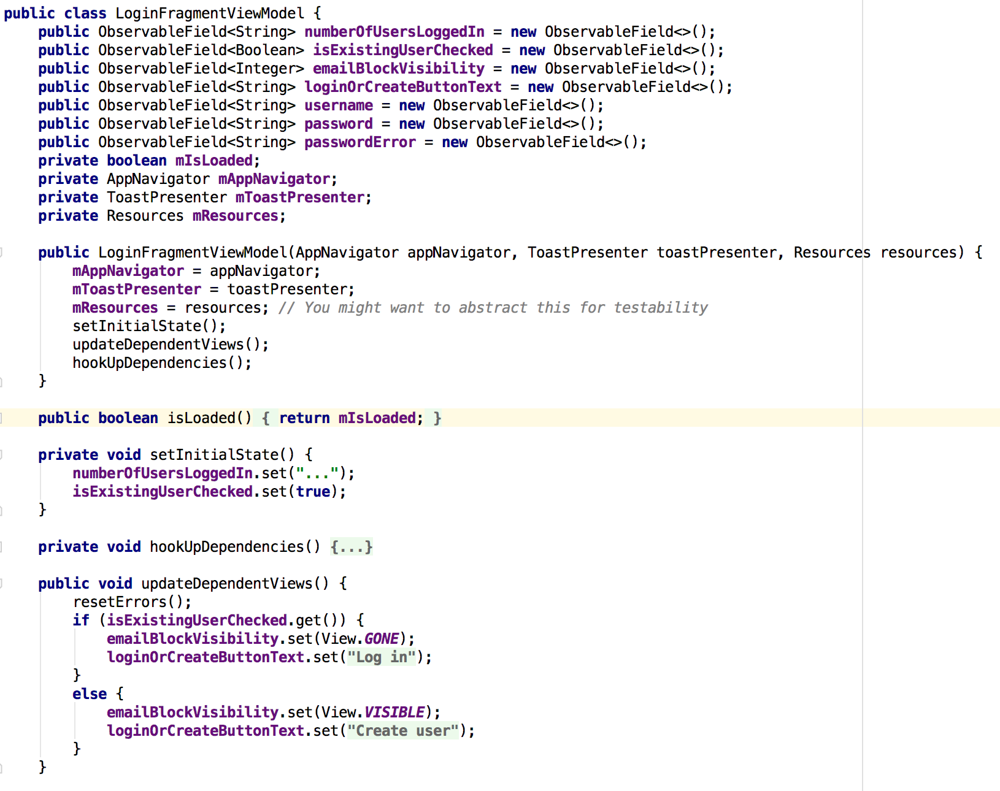 public class LoginFragmentViewModel {
    public ObservableField<String> numberOfUsersLoggedIn = new ObservableField<>();
    public ObservableField<Boolean> isExistingUserChecked = new ObservableField<>();
    public ObservableField<Integer> emailBlockVisibility = new ObservableField<>();
    public ObservableField<String> loginOrCreateButtonText = new ObservableField<>();
    public ObservableField<String> username = new ObservableField<>();
    public ObservableField<String> password = new ObservableField<>();
    public ObservableField<String> passwordError = new ObservableField<>();
    private boolean mIsLoaded;
    private AppNavigator mAppNavigator;
    private ToastPresenter mToastPresenter;
    private Resources mResources;

    public LoginFragmentViewModel(AppNavigator appNavigator, ToastPresenter toastPresenter, Resources resources) {
        mAppNavigator = appNavigator;
        mToastPresenter = toastPresenter;
        mResources = resources; // You might want to abstract this for testability
        setInitialState();
        updateDependentViews();
        hookUpDependencies();
    }

    public boolean isLoaded() { return mIsLoaded; }

    private void setInitialState() {
        numberOfUsersLoggedIn.set("...");
        isExistingUserChecked.set(true);
    }

    private void hookUpDependencies() {...}

    public void updateDependentViews() {
        resetErrors();
        if (isExistingUserChecked.get()) {
            emailBlockVisibility.set(View.GONE);
            loginOrCreateButtonText.set("Log in");
        }
        else {
            emailBlockVisibility.set(View.VISIBLE);
            loginOrCreateButtonText.set("Create user");
        }
    }